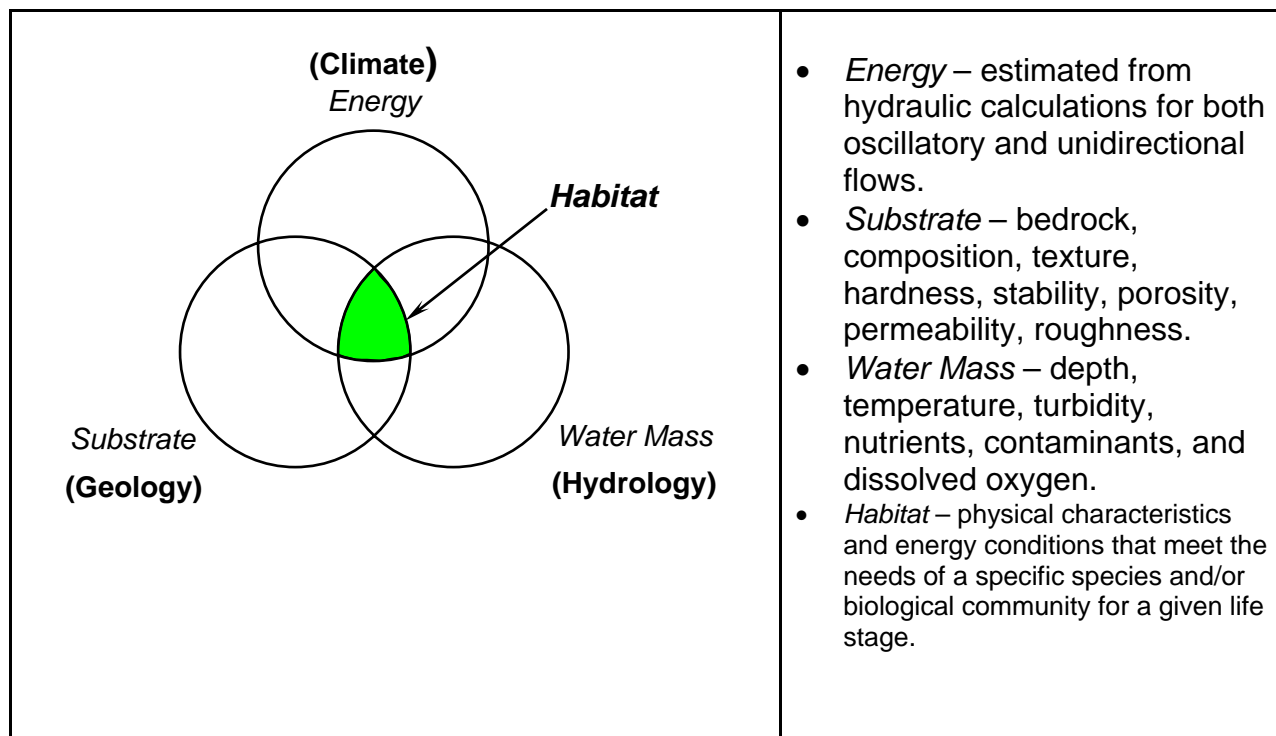 (Climate)
Energy
Habitat
Substrate
(Geology)
Water Mass
(Hydrology)
• Energy – estimated from
hydraulic calculations for both
oscillatory and unidirectional
flows.
• Substrate – bedrock,
composition, texture,
hardness, stability, porosity,
permeability, roughness.
• Water Mass – depth,
temperature, turbidity,
nutrients, contaminants, and
dissolved oxygen.
• Habitat – physical characteristics
and energy conditions that meet the
needs of a specific species and/or
biological community for a given life
stage.